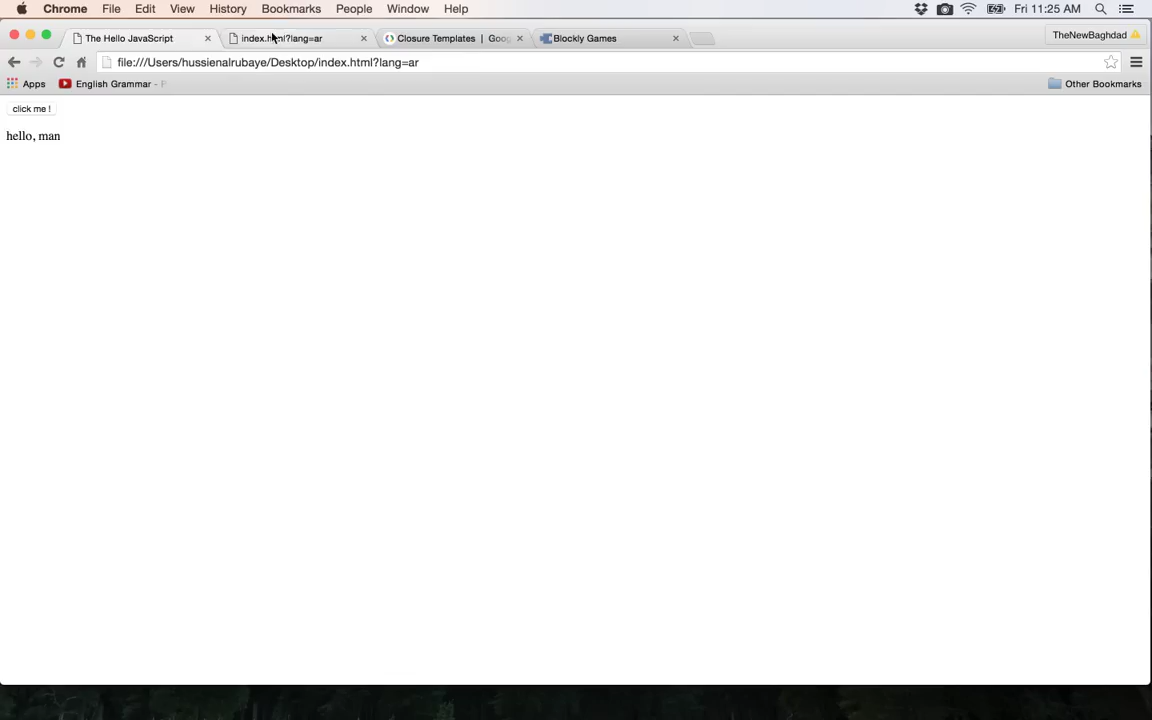 Chrome File Edit View History Bookmarks People Window Help Fri 11:25 AM
The Hello JavaScript index.html?lang=ar Closure Templates | Goo Blockly Games TheNewBaghdad
file:///Users/hussienalrubaye/Desktop/index.html?lang=ar
Apps English Grammar - Other Bookmarks
click me !
hello, man